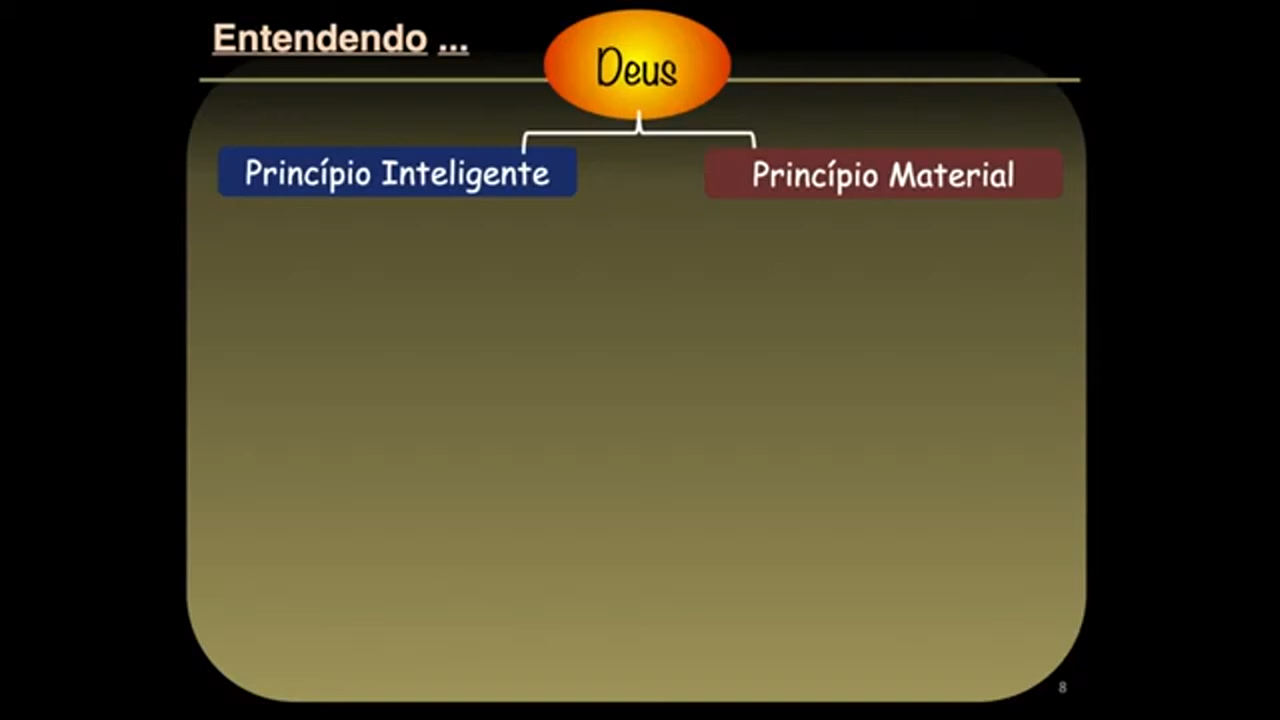 Entendendo ...
Deus
Princípio Inteligente
Princípio Material
8